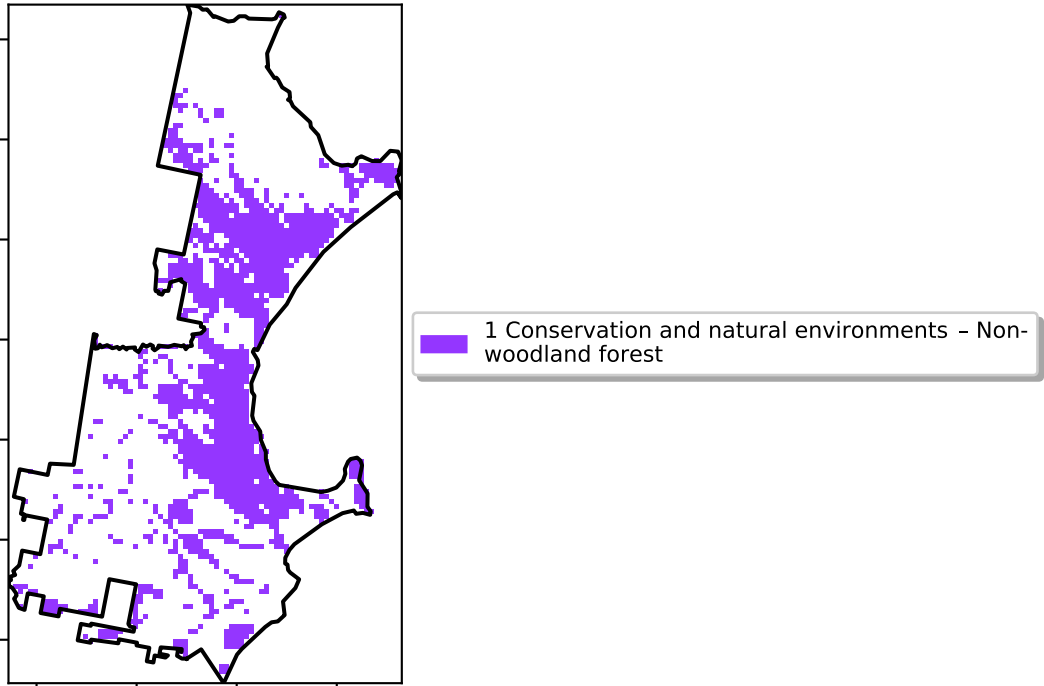 1 Conservation and natural environments – Non-
woodland forest